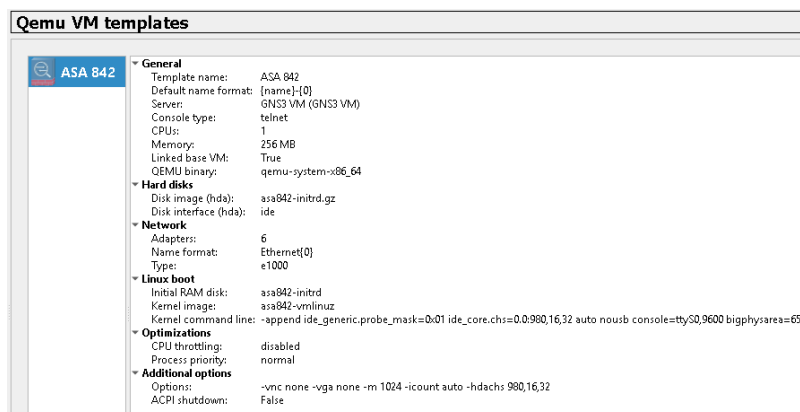 Qemu VM templates
ASA 842
General
Template name: ASA 842
Default name format: {name}-{0}
Server: GNS3 VM (GNS3 VM)
Console type: telnet
CPUs: 1
Memory: 256 MB
Linked base VM: True
QEMU binary: qemu-system-x86_64
Hard disks
Disk image (hda): asa842-initrd.gz
Disk interface (hda): ide
Network
Adapters: 6
Name format: Ethernet{0}
Type: e1000
Linux boot
Initial RAM disk: asa842-initrd
Kernel image: asa842-vmlinuz
Kernel command line: -append ide_generic.probe_mask=0x01 ide_core.chs=0.0:980,16,32 auto nousb console=ttyS0,9600 bigphysarea=65
Optimizations
CPU throttling: disabled
Process priority: normal
Additional options
Options: -vnc none -vga none -m 1024 -icount auto -hdachs 980,16,32
ACPI shutdown: False